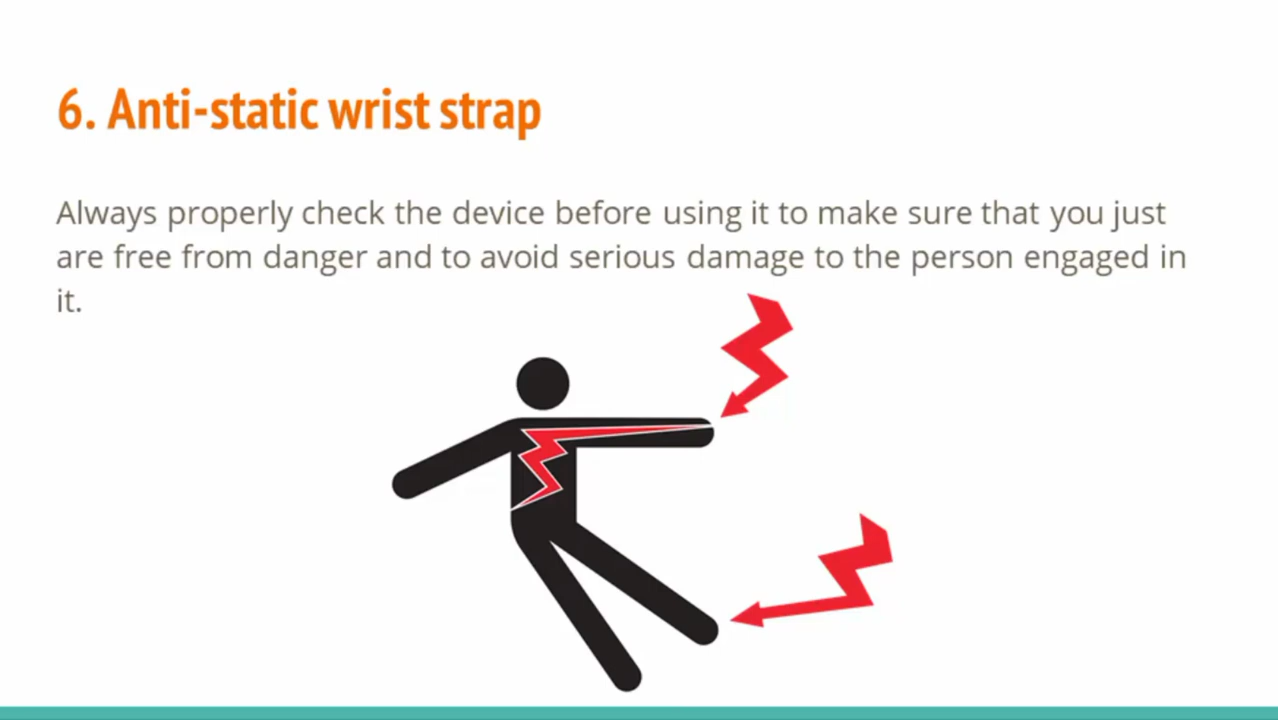 6. Anti-static wrist strap
Always properly check the device before using it to make sure that you just
are free from danger and to avoid serious damage to the person engaged in
it.